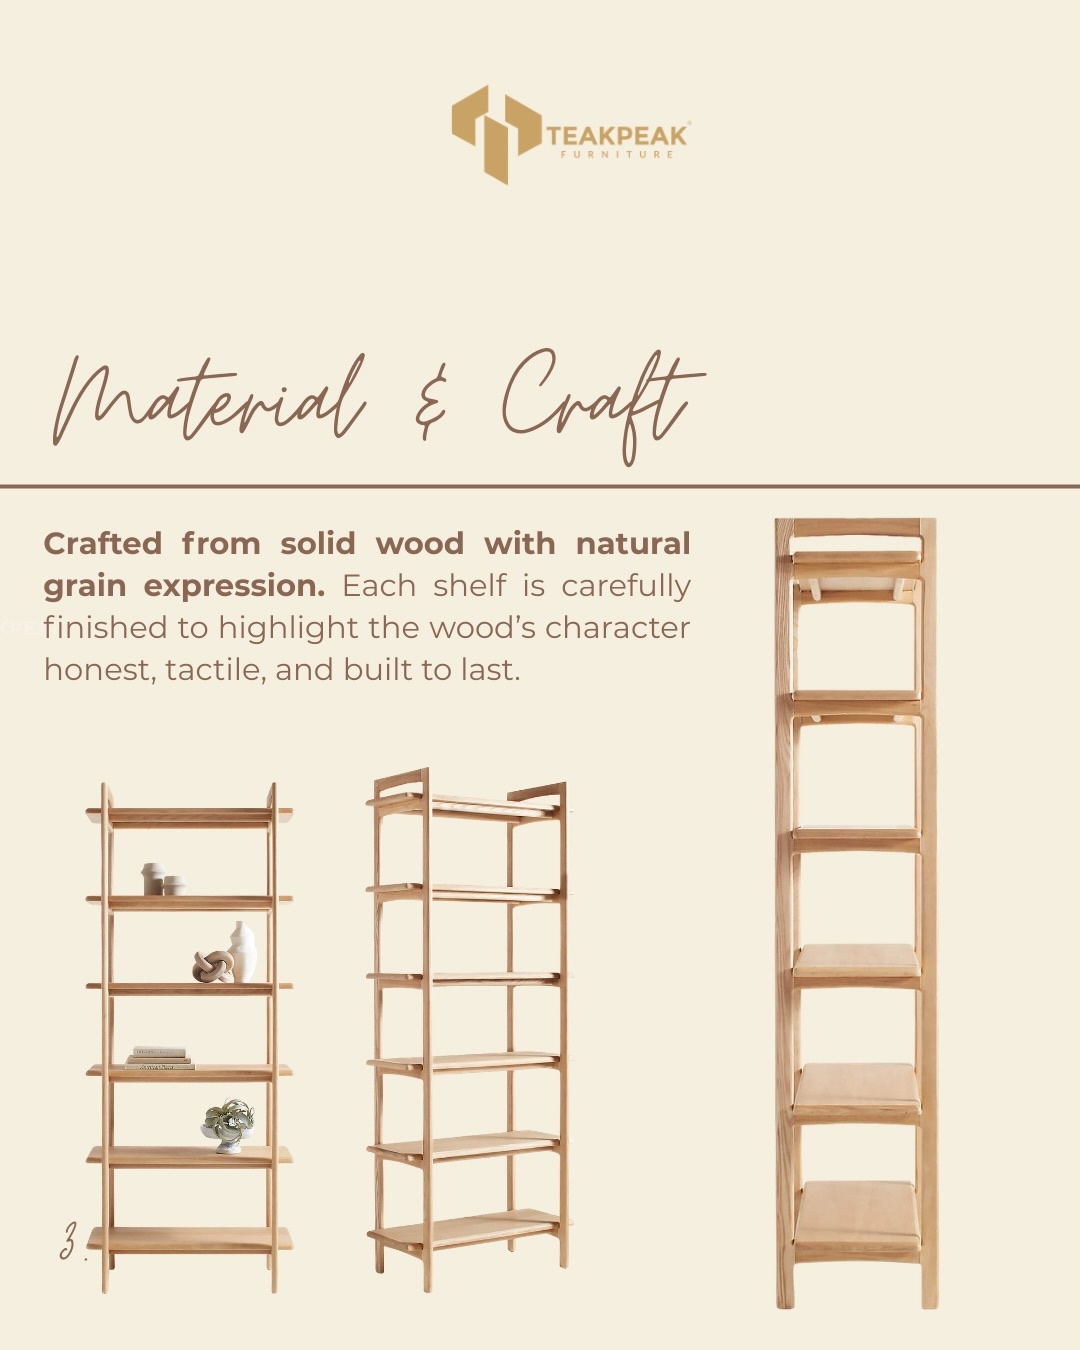 TEAKPEAK
FURNITURE
Material & Craft
Crafted from solid wood with natural
grain expression. Each shelf is carefully
finished to highlight the wood’s character
honest, tactile, and built to last.
3.